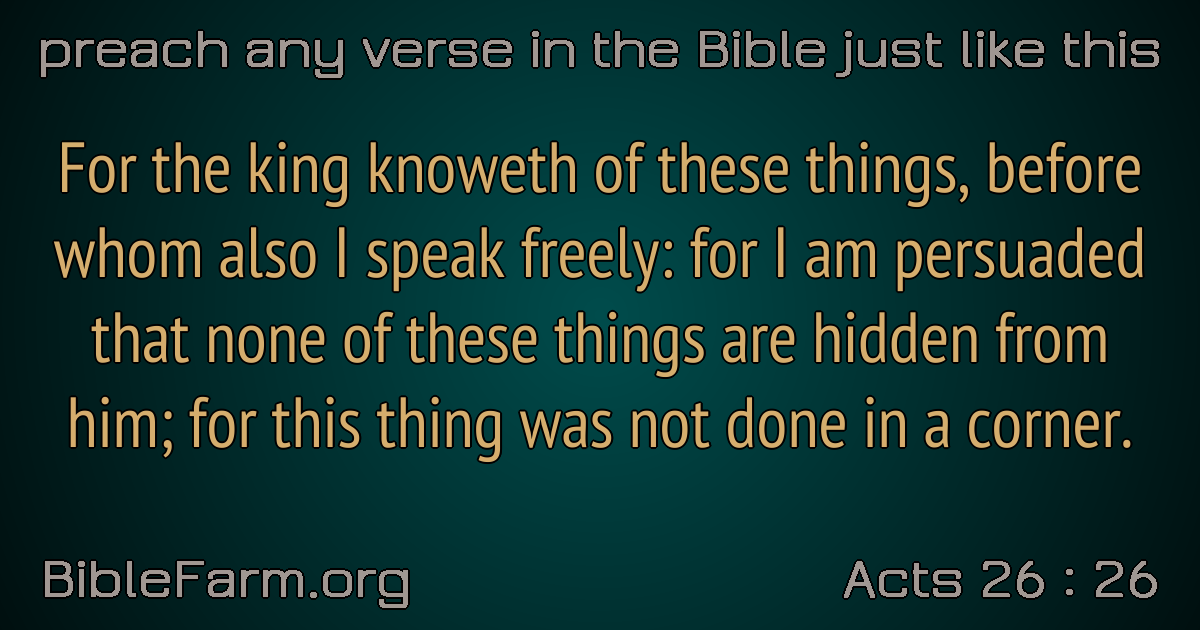 preach any verse in the Bible just like this
For the king knoweth of these things, before
whom also I speak freely: for I am persuaded
that none of these things are hidden from
him; for this thing was not done in a corner.
BibleFarm.org
Acts 26 : 26